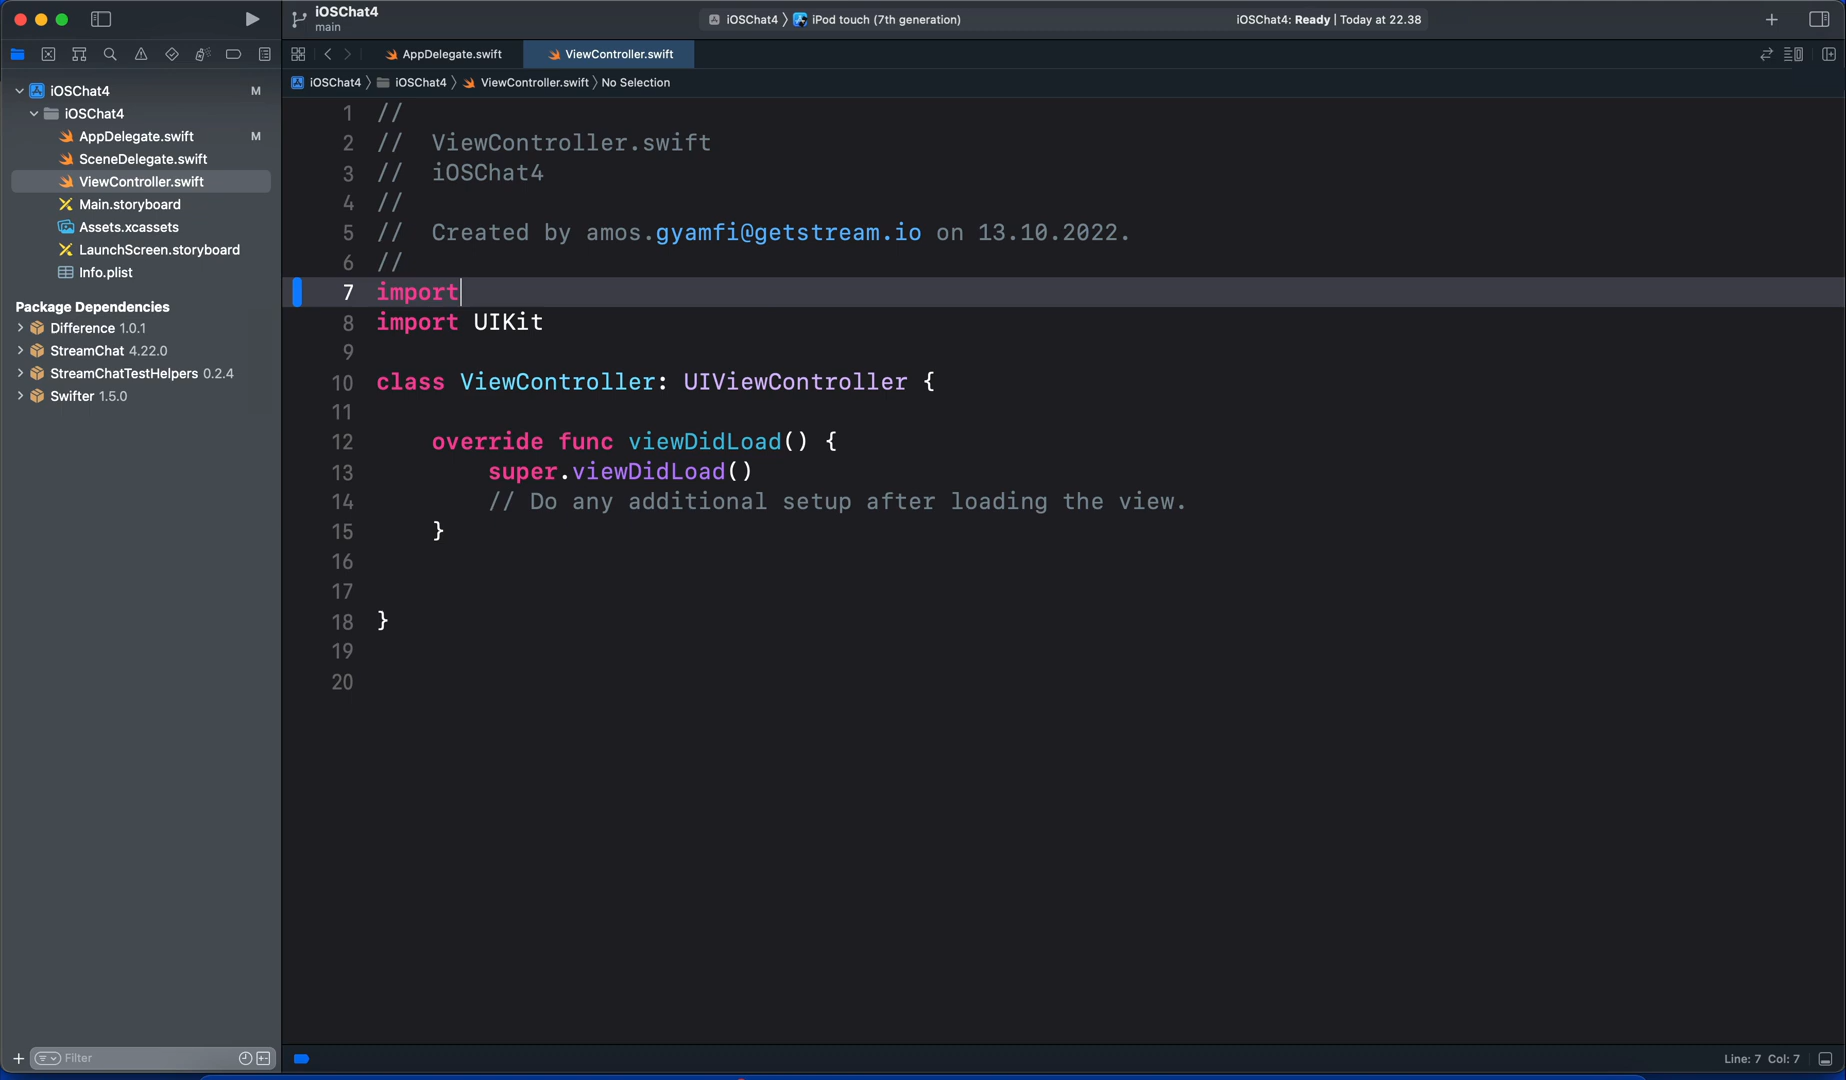 iOSChat4
main
iOSChat4 〉 iPod touch (7th generation)
iOSChat4: Ready | Today at 22.38
AppDelegate.swift
ViewController.swift
iOSChat4 〉 iOSChat4 〉 ViewController.swift 〉 No Selection
iOSChat4 M
iOSChat4
AppDelegate.swift M
SceneDelegate.swift
ViewController.swift
Main.storyboard
Assets.xcassets
LaunchScreen.storyboard
Info.plist
Package Dependencies
Difference 1.0.1
StreamChat 4.22.0
StreamChatTestHelpers 0.2.4
Swifter 1.5.0
Filter
1 //
2 // ViewController.swift
3 // iOSChat4
4 //
5 // Created by amos.gyamfi@getstream.io on 13.10.2022.
6 //
7 import
8 import UIKit
9
10 class ViewController: UIViewController {
11
12 override func viewDidLoad() {
13 super.viewDidLoad()
14 // Do any additional setup after loading the view.
15 }
16
17
18 }
19
20
Line: 7 Col: 7